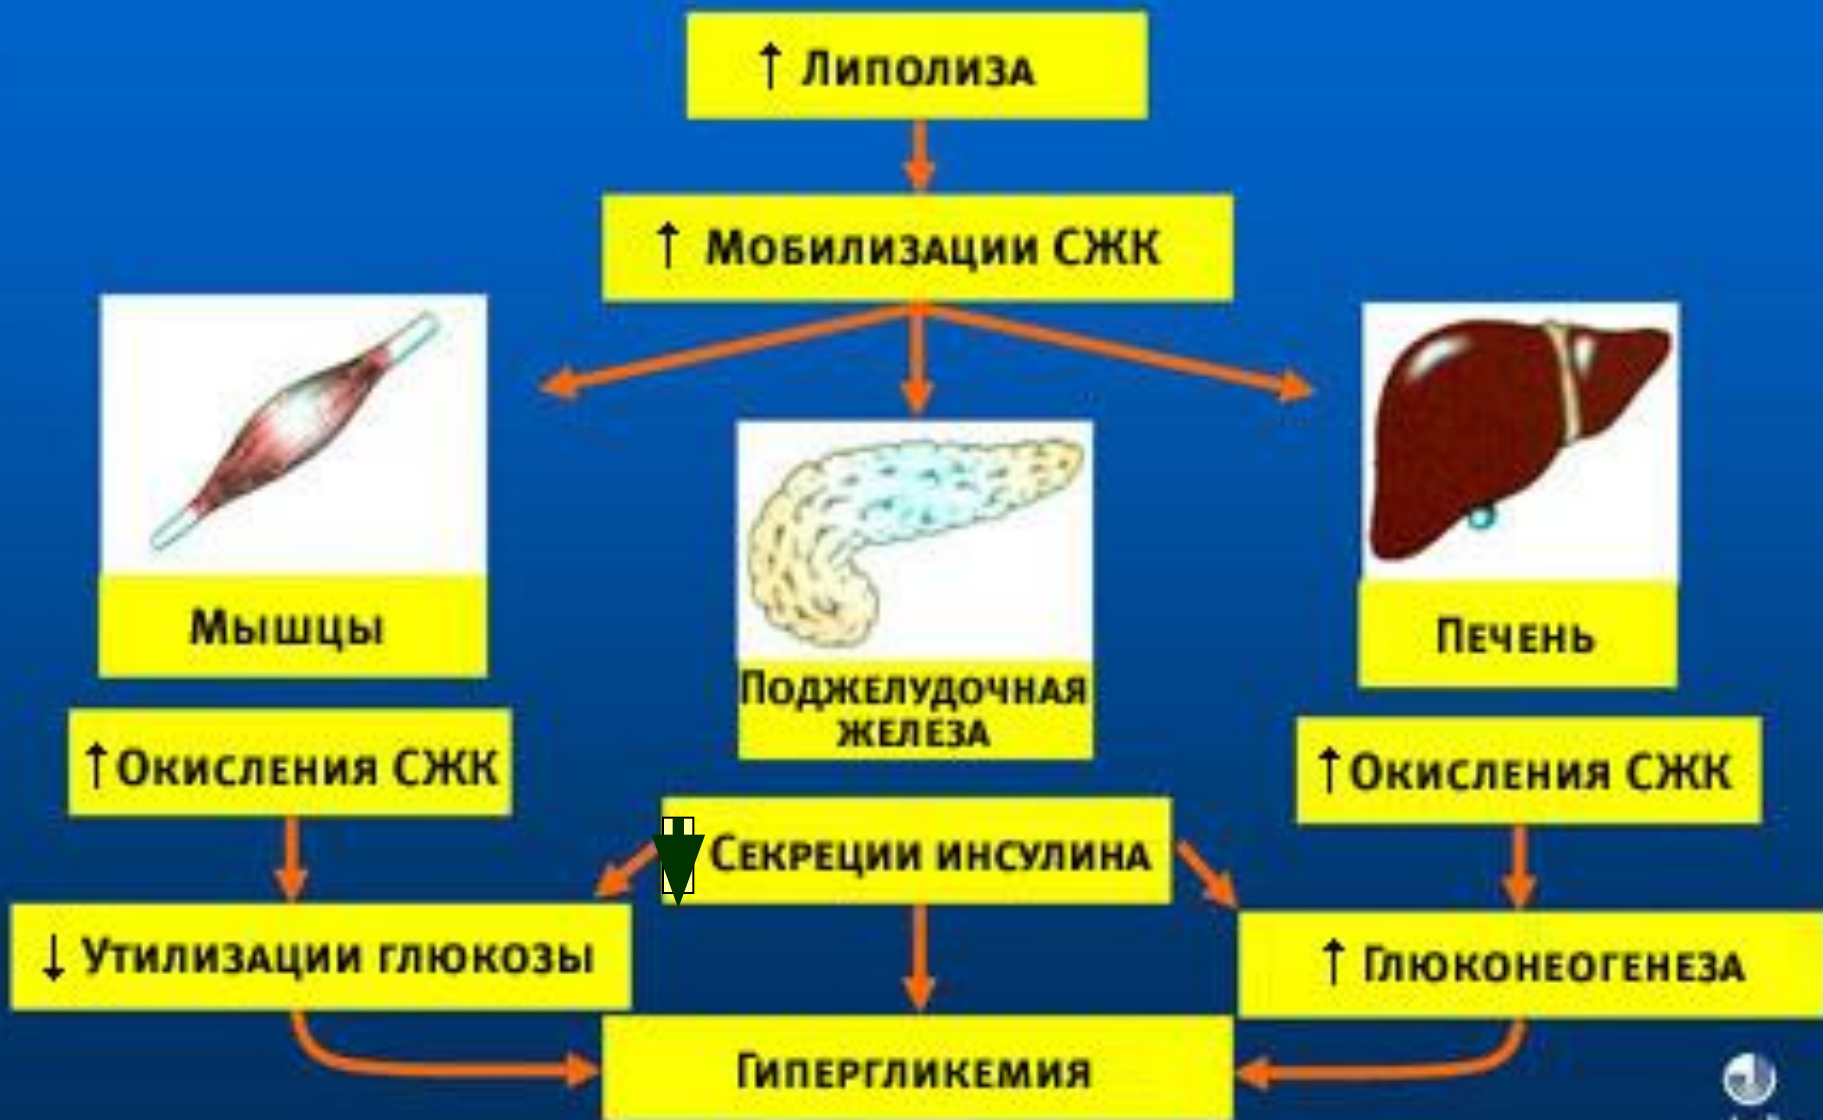 ↑ Липолиза
↑ Мобилизации СЖК
Мышцы
Поджелудочная
железа
Печень
↑ Окисления СЖК
↑ Окисления СЖК
Секреции инсулина
↓ Утилизации глюкозы
↑ Глюконеогенеза
Гипергликемия